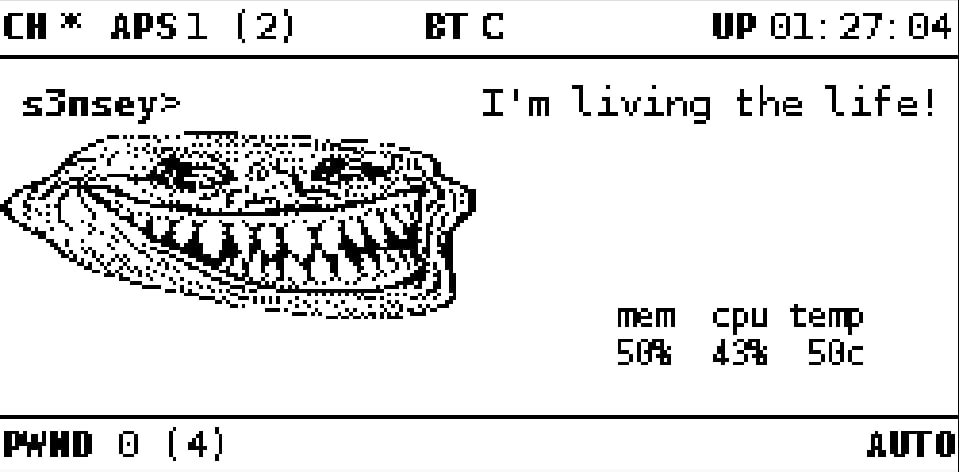 CH * APS 1 (2) BT C UP 01:27:04
s3nsey> I'm living the life!
mem cpu temp
50% 43% 50c
PWND 0 (4) AUTO